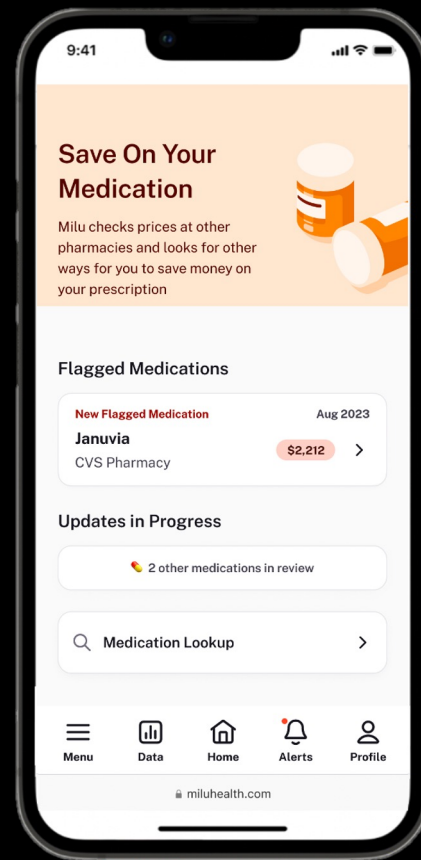 9:41
Save On Your
Medication
Milu checks prices at other
pharmacies and looks for other
ways for you to save money on
your prescription
Flagged Medications
New Flagged Medication Aug 2023
Januvia
$2,212
CVS Pharmacy
Updates in Progress
2 other medications in review
Medication Lookup
Menu Data Home Alerts Profile
miluhealth.com